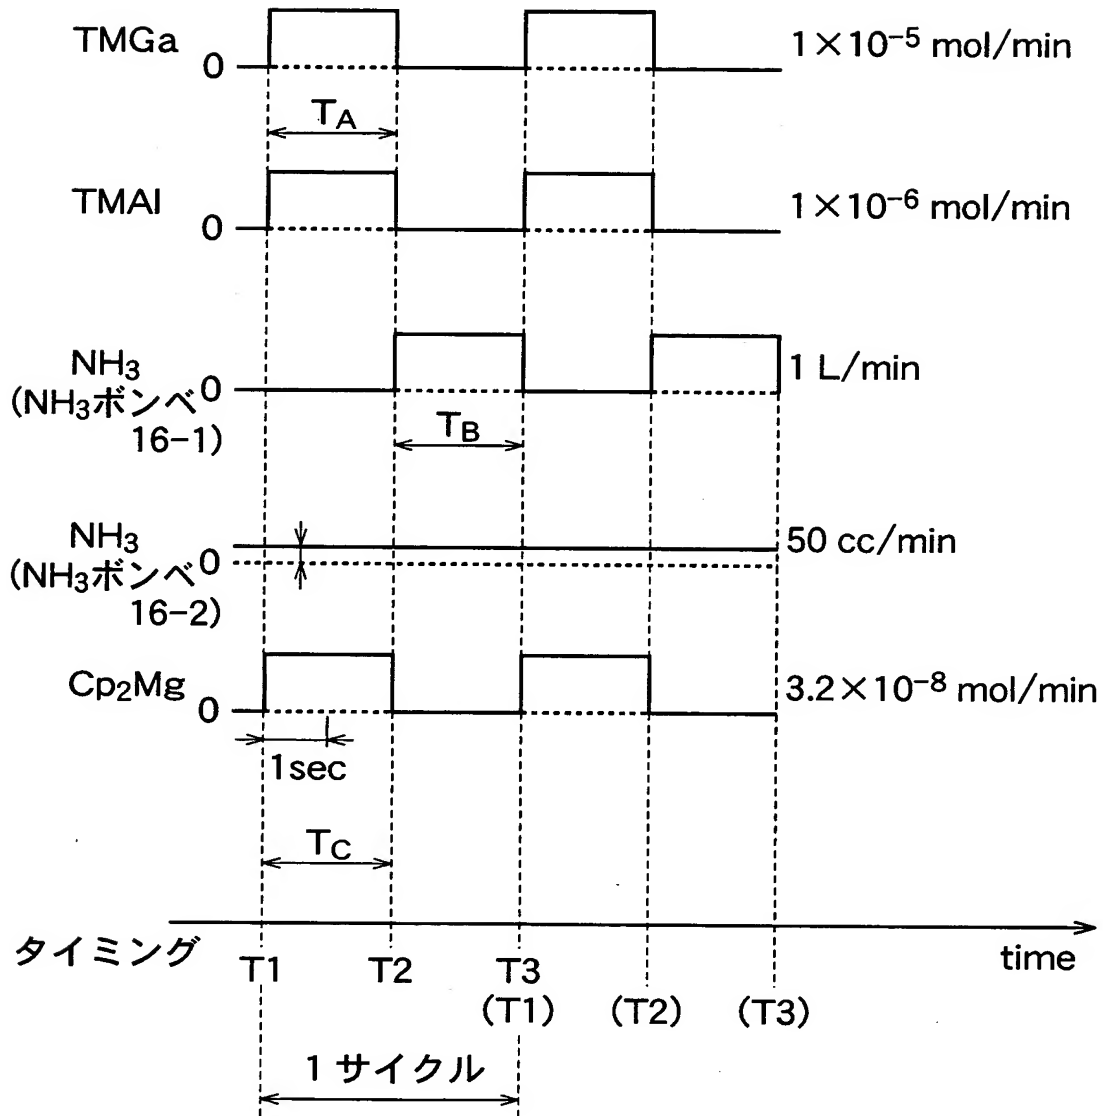 TMGa
0
1×10⁻⁵ mol/min
TA
TMAl
0
1×10⁻⁶ mol/min
NH₃
(NH₃ボンベ
16-1)
0
1 L/min
TB
NH₃
(NH₃ボンベ
16-2)
0
50 cc/min
Cp₂Mg
0
3.2×10⁻⁸ mol/min
1sec
TC
タイミング
T1
T2
T3
time
(T1)
(T2)
(T3)
1サイクル